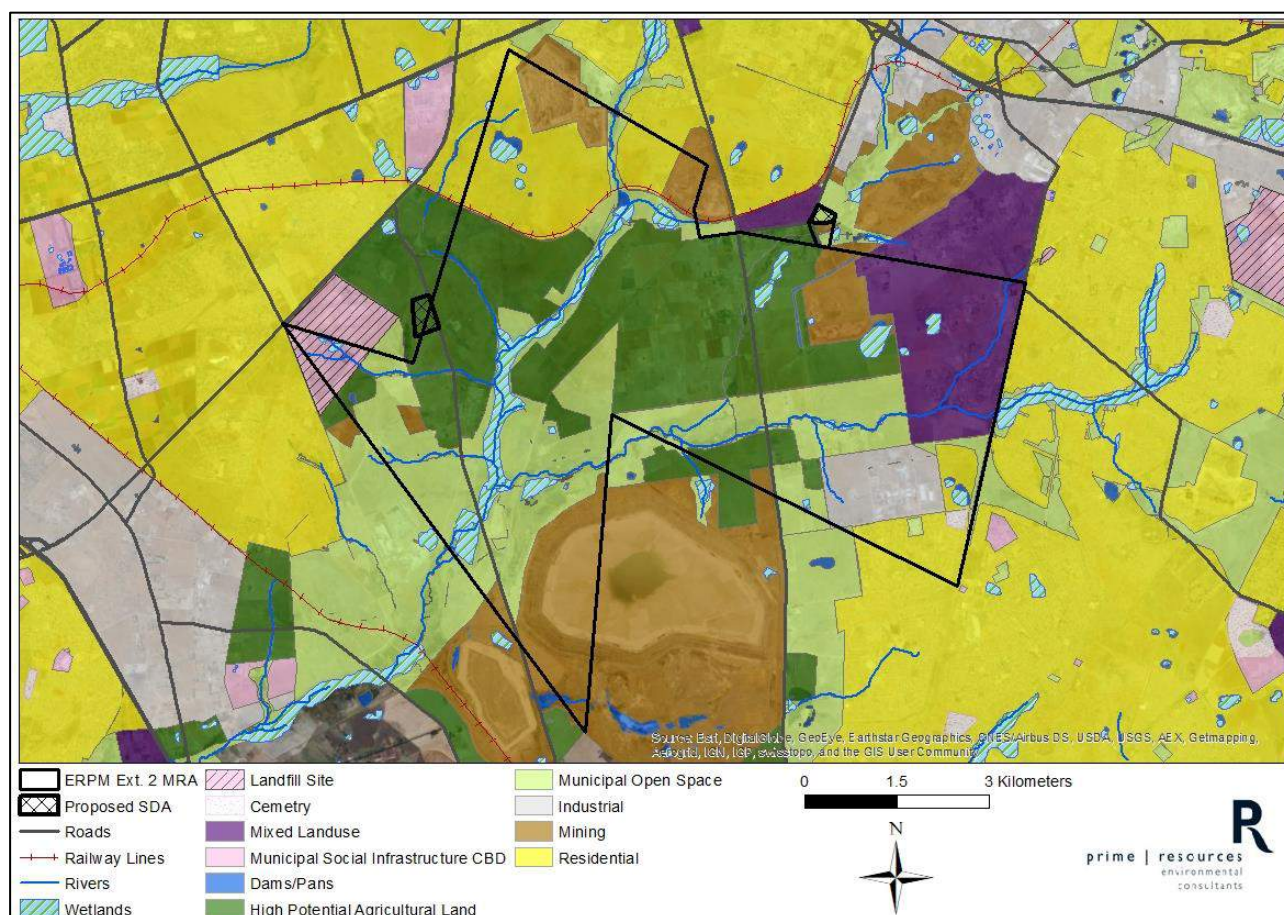 Source: Esri, DigitalGlobe, GeoEye, Earthstar Geographics, CNES/Airbus DS, USDA, USGS, AEX, Getmapping,
Aerogrid, IGN, IGP, swisstopo, and the GIS User Community
ERPM Ext. 2 MRA
Proposed SDA
Roads
Railway Lines
Rivers
Wetlands
Landfill Site
Cemetry
Mixed Landuse
Municipal Social Infrastructure CBD
Dams/Pans
High Potential Agricultural Land
Municipal Open Space
Industrial
Mining
Residential
0 1.5 3 Kilometers
N
R
prime | resources
environmental
consultants